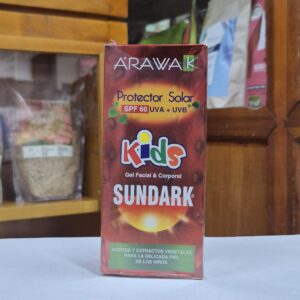 ARAWAK
Protector Solar
SPF 60 UVA + UVB
Kids
Gel Facial & Corporal
SUNDARK
ACEITES Y EXTRACTOS VEGETALES
PARA LA DELICADA PIEL
DE LOS NIÑOS